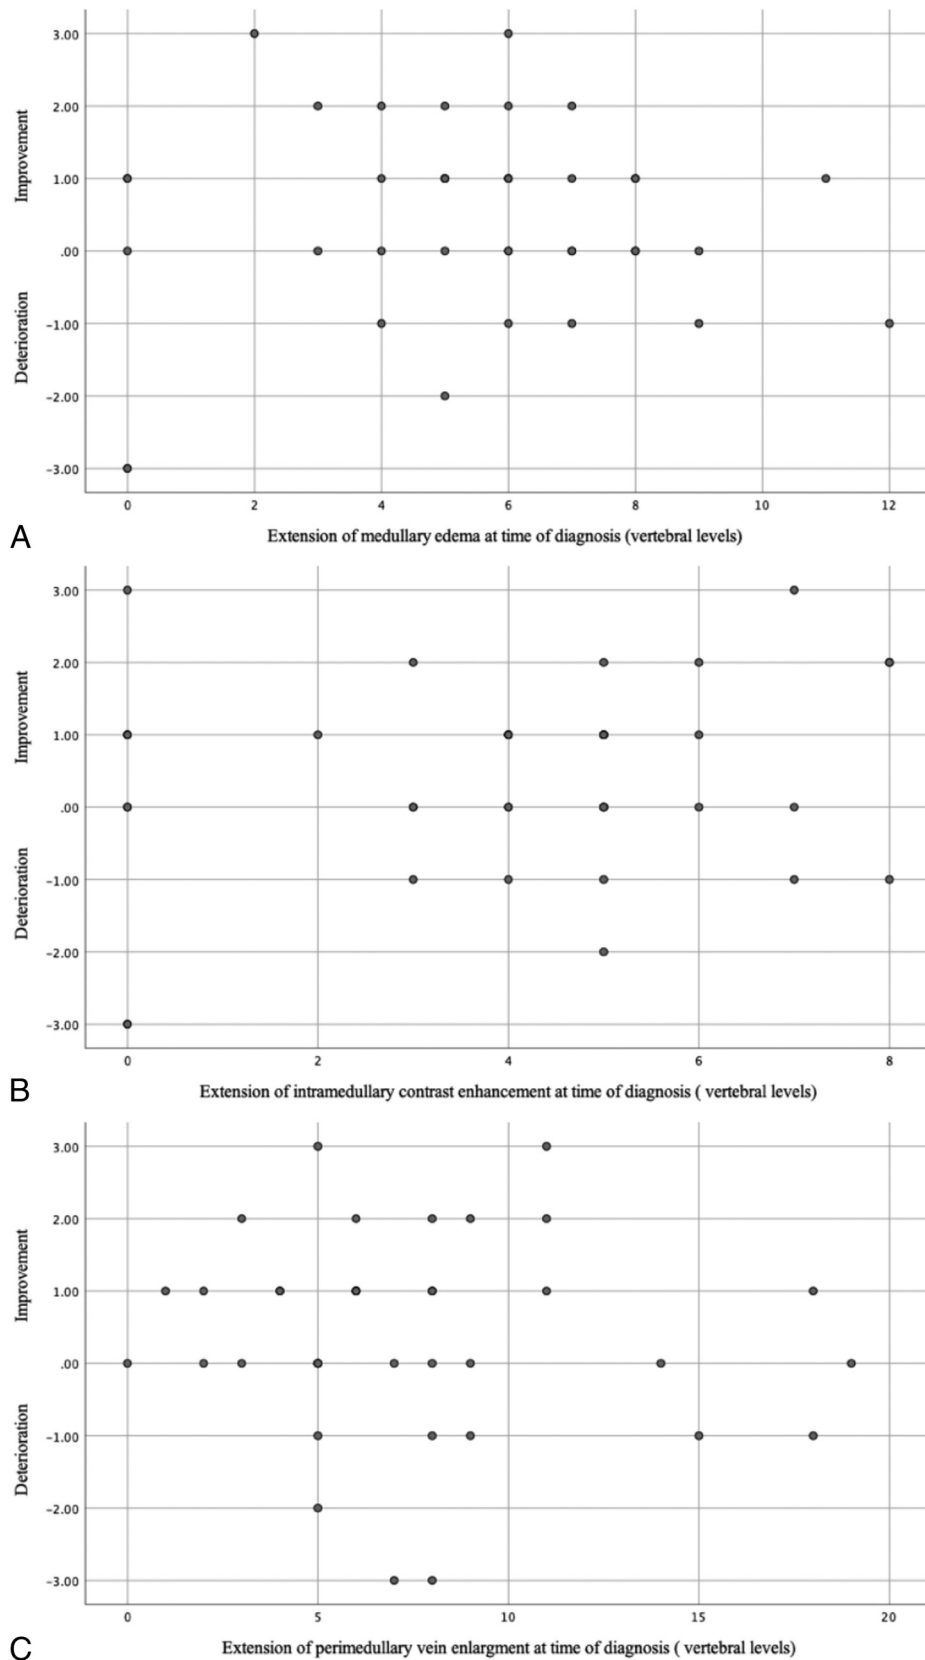 3.00
2.00
1.00
.00
−1.00
−2.00
−3.00
Improvement
Deterioration
0 2 4 6 8 10 12
Extension of medullary edema at time of diagnosis (vertebral levels)
A
3.00
2.00
1.00
.00
−1.00
−2.00
−3.00
Improvement
Deterioration
0 2 4 6 8
Extension of intramedullary contrast enhancement at time of diagnosis ( vertebral levels)
B
3.00
2.00
1.00
.00
−1.00
−2.00
−3.00
Improvement
Deterioration
0 5 10 15 20
Extension of perimedullary vein enlargment at time of diagnosis ( vertebral levels)
C